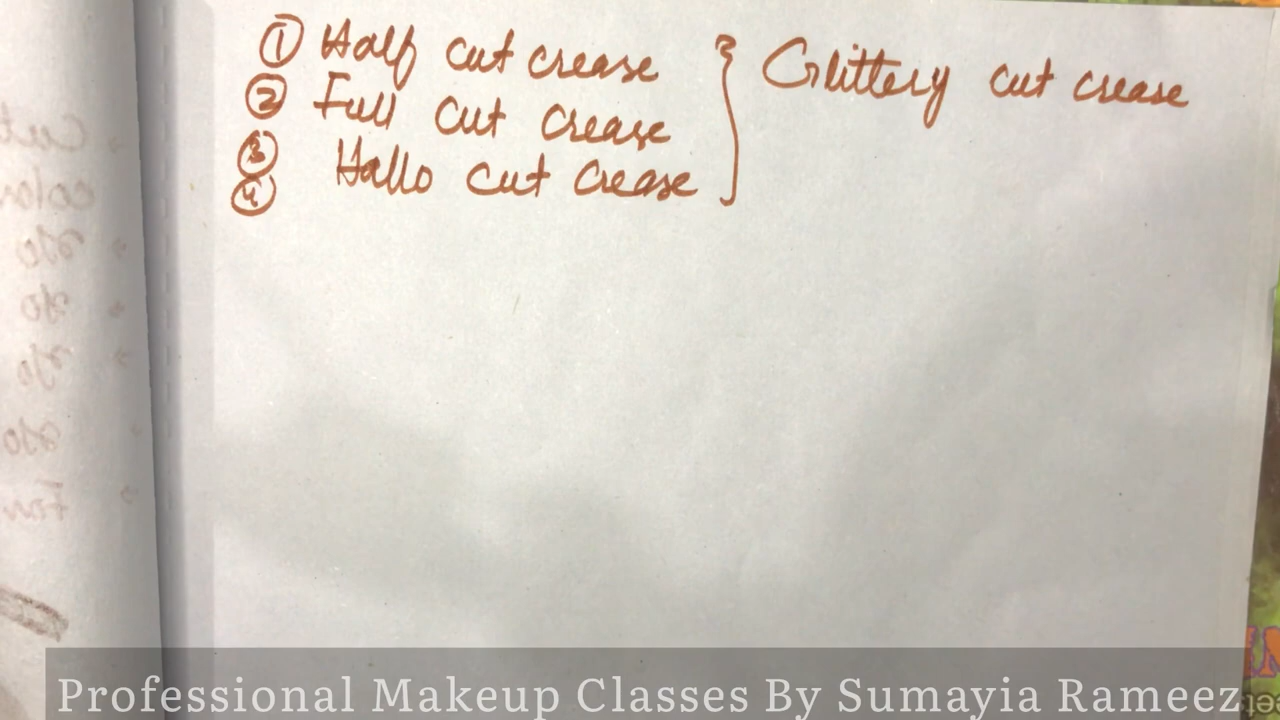 ① Half cut crease } Glittery cut crease
② Full cut crease
③ Hallo cut crease
④
Professional Makeup Classes By Sumayia Rameez